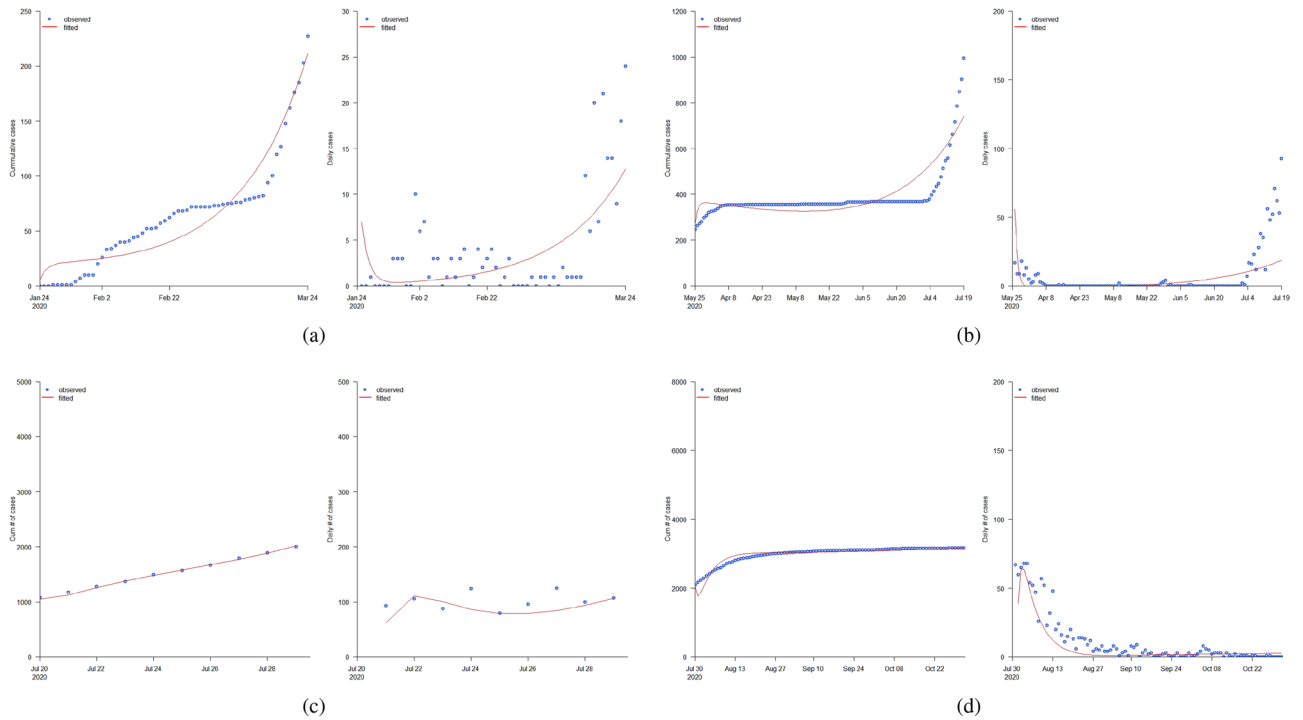 observed
fitted
Cummulative cases
250
200
150
100
50
0
Jan 24 Feb 2 Feb 22 Mar 24
2020
observed
fitted
Daily cases
30
25
20
15
10
5
0
Jan 24 Feb 2 Feb 22 Mar 24
2020
(a)
observed
fitted
Cummulative cases
1200
1000
800
600
400
200
0
May 25 Apr 8 Apr 23 May 8 May 22 Jun 5 Jun 20 Jul 4 Jul 19
2020
observed
fitted
Daily cases
200
150
100
50
0
May 25 Apr 8 Apr 23 May 8 May 22 Jun 5 Jun 20 Jul 4 Jul 19
2020
(b)
observed
fitted
Cum # of cases
5000
4000
3000
2000
1000
0
Jul 20 Jul 22 Jul 24 Jul 26 Jul 28
2020
observed
fitted
Daily # of cases
500
400
300
200
100
0
Jul 20 Jul 22 Jul 24 Jul 26 Jul 28
2020
(c)
observed
fitted
Cum # of cases
8000
6000
4000
2000
0
Jul 30 Aug 13 Aug 27 Sep 10 Sep 24 Oct 08 Oct 22
2020
observed
fitted
Daily # of cases
200
150
100
50
0
Jul 30 Aug 13 Aug 27 Sep 10 Sep 24 Oct 08 Oct 22
2020
(d)